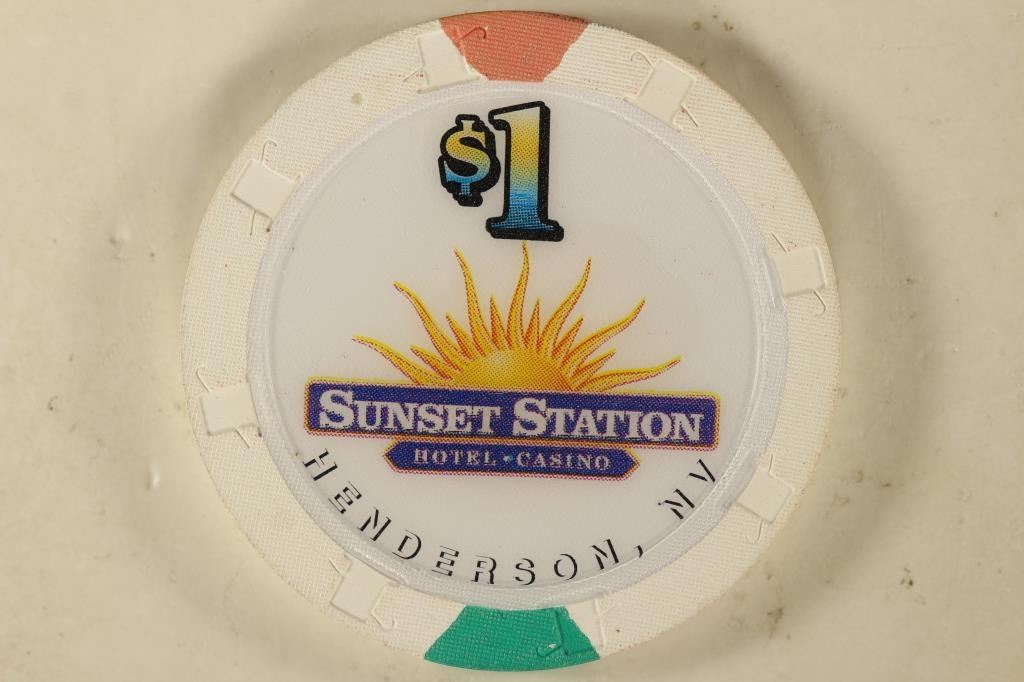 $1
SUNSET STATION
HOTEL • CASINO
HENDERSON, NV